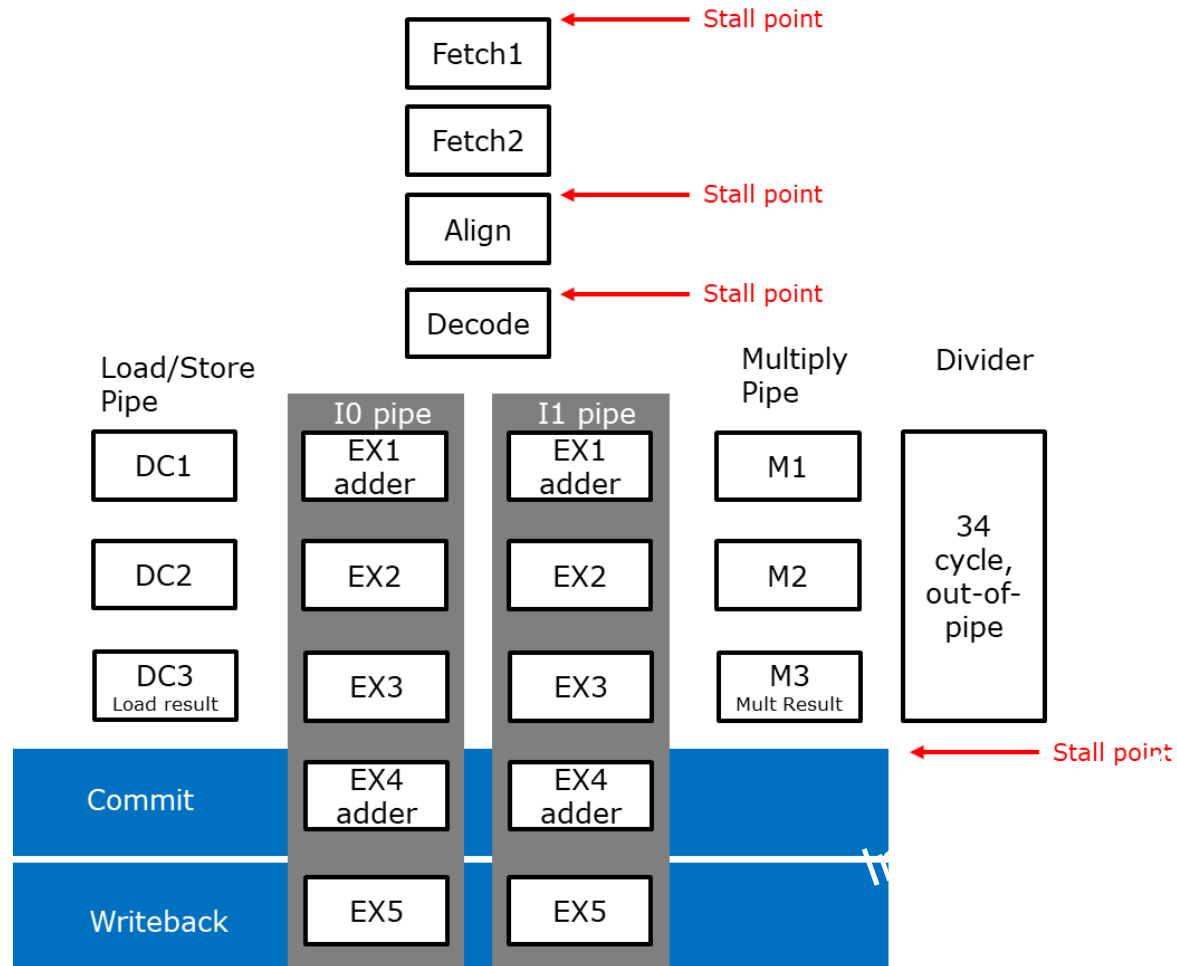 Stall point
Fetch1
Fetch2
Stall point
Align
Stall point
Decode
Load/Store
Pipe
Multiply
Pipe
Divider
I0 pipe
I1 pipe
DC1
EX1
adder
EX1
adder
M1
DC2
EX2
EX2
M2
34
cycle,
out-of-
pipe
DC3
Load result
EX3
EX3
M3
Mult Result
Stall point
Commit
EX4
adder
EX4
adder
Writeback
EX5
EX5